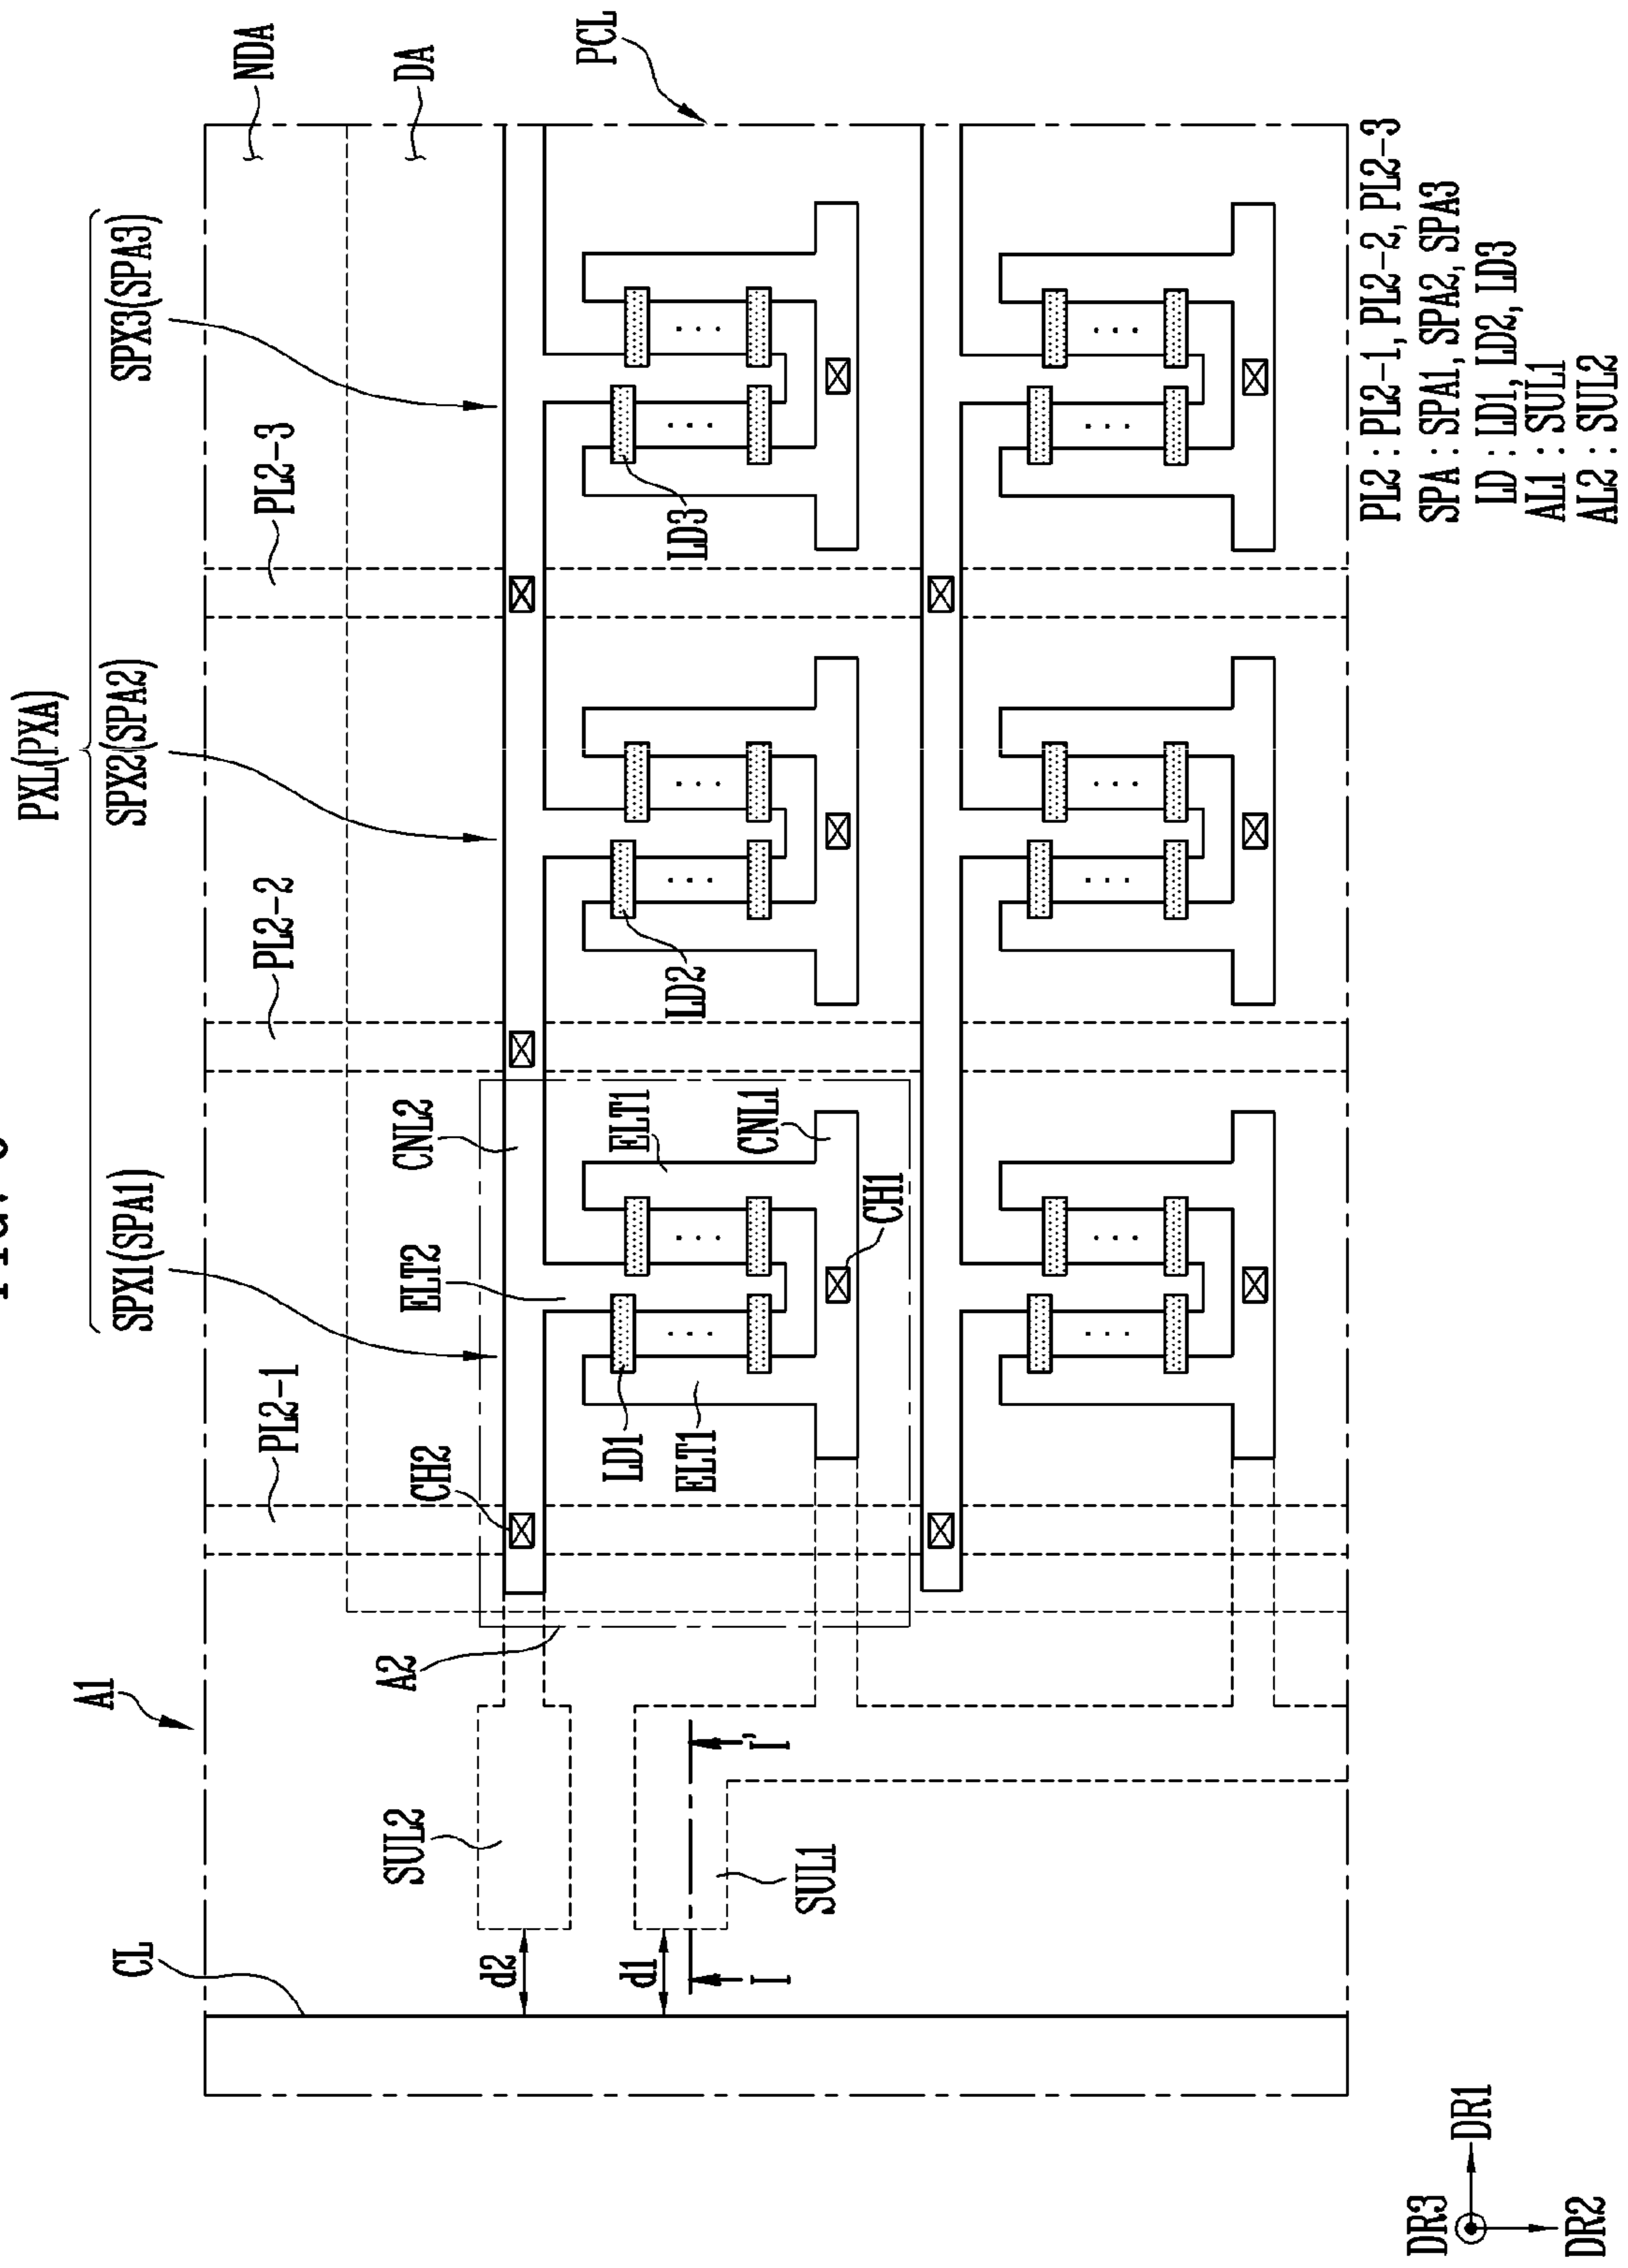 PXL(PXA)
A1
SPX1(SPA1)
SPX2(SPA2)
SPX3(SPA3)
CL
PL2-1
PL2-2
PL2-3
NDA
SUL2
A2
CH2
ELT2
CNL2
DA
d2
LD1
ELT1
PCL
d1
ELT1
LD2
LD3
I
I'
SUL1
CNL1
CH1
PL2 : PL2-1, PL2-2, PL2-3
SPA : SPA1, SPA2, SPA3
LD : LD1, LD2, LD3
AL1 : SUL1
AL2 : SUL2
DR3
DR1
DR2